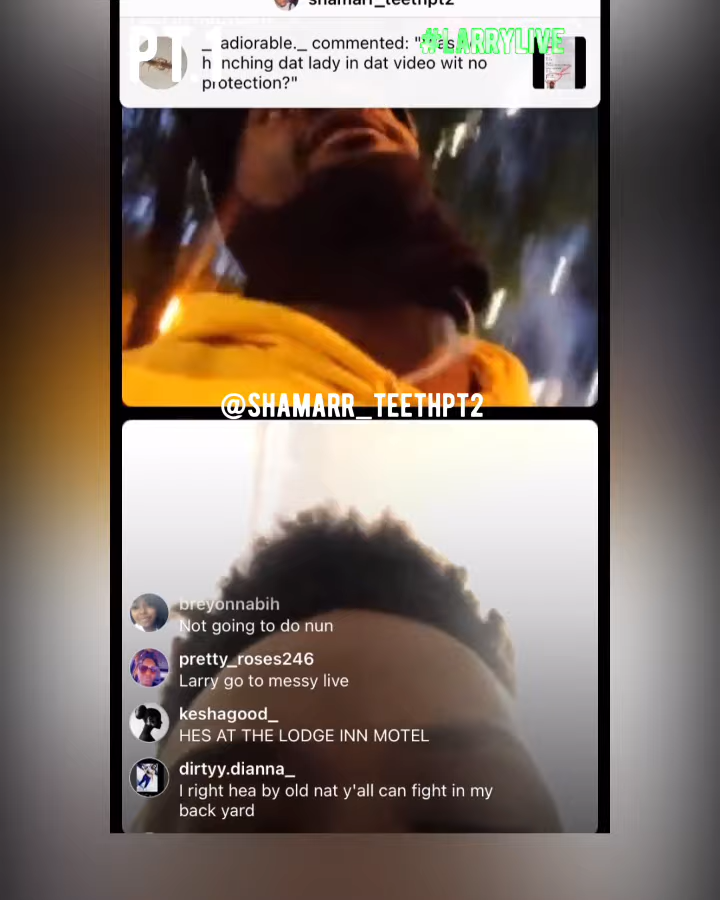 shamarr_teethpt2
PT.1
#LARRYLIVE
adiorable._ commented:
nching dat lady in dat video wit no
protection?"
@SHAMARR_TEETHPT2
breyonnabih
Not going to do nun
pretty_roses246
Larry go to messy live
keshagood_
HES AT THE LODGE INN MOTEL
dirtyy.dianna_
I right hea by old nat y'all can fight in my
back yard